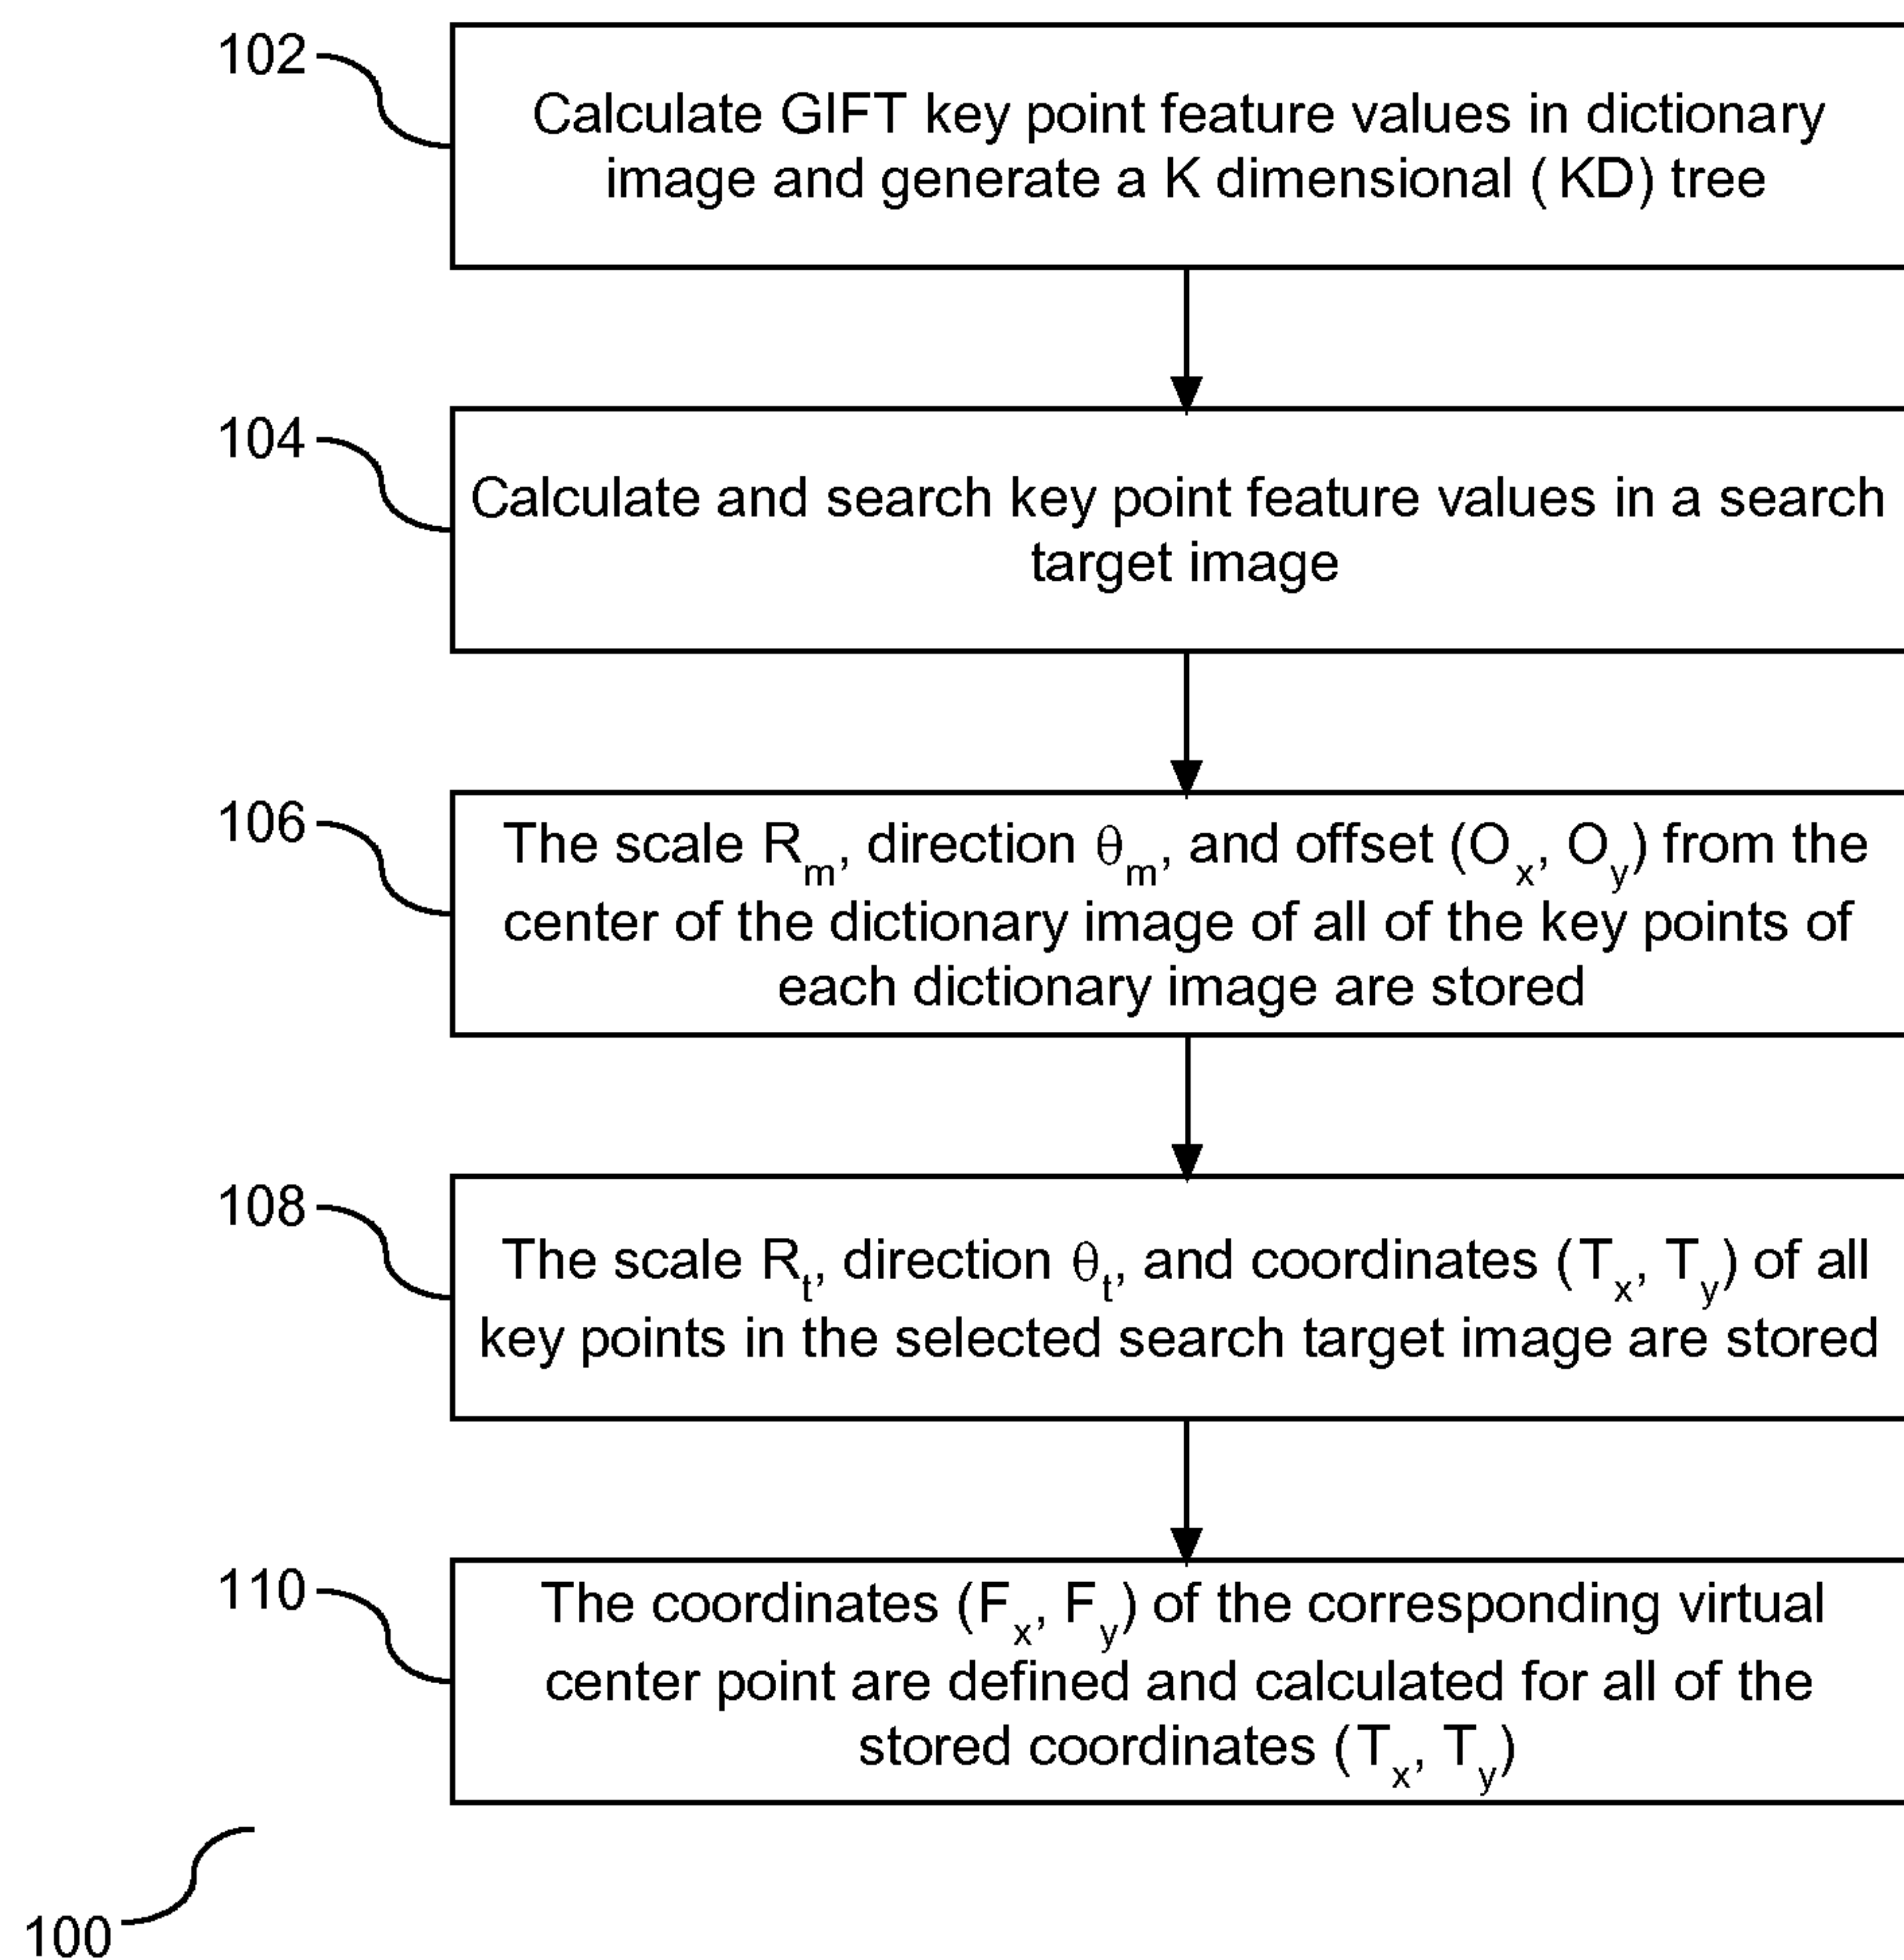 102
Calculate GIFT key point feature values in dictionary
image and generate a K dimensional ( KD) tree
104
Calculate and search key point feature values in a search
target image
106
The scale Rm, direction θm, and offset (Ox, Oy) from the
center of the dictionary image of all of the key points of
each dictionary image are stored
108
The scale Rt, direction θt, and coordinates (Tx, Ty) of all
key points in the selected search target image are stored
110
The coordinates (Fx, Fy) of the corresponding virtual
center point are defined and calculated for all of the
stored coordinates (Tx, Ty)
100